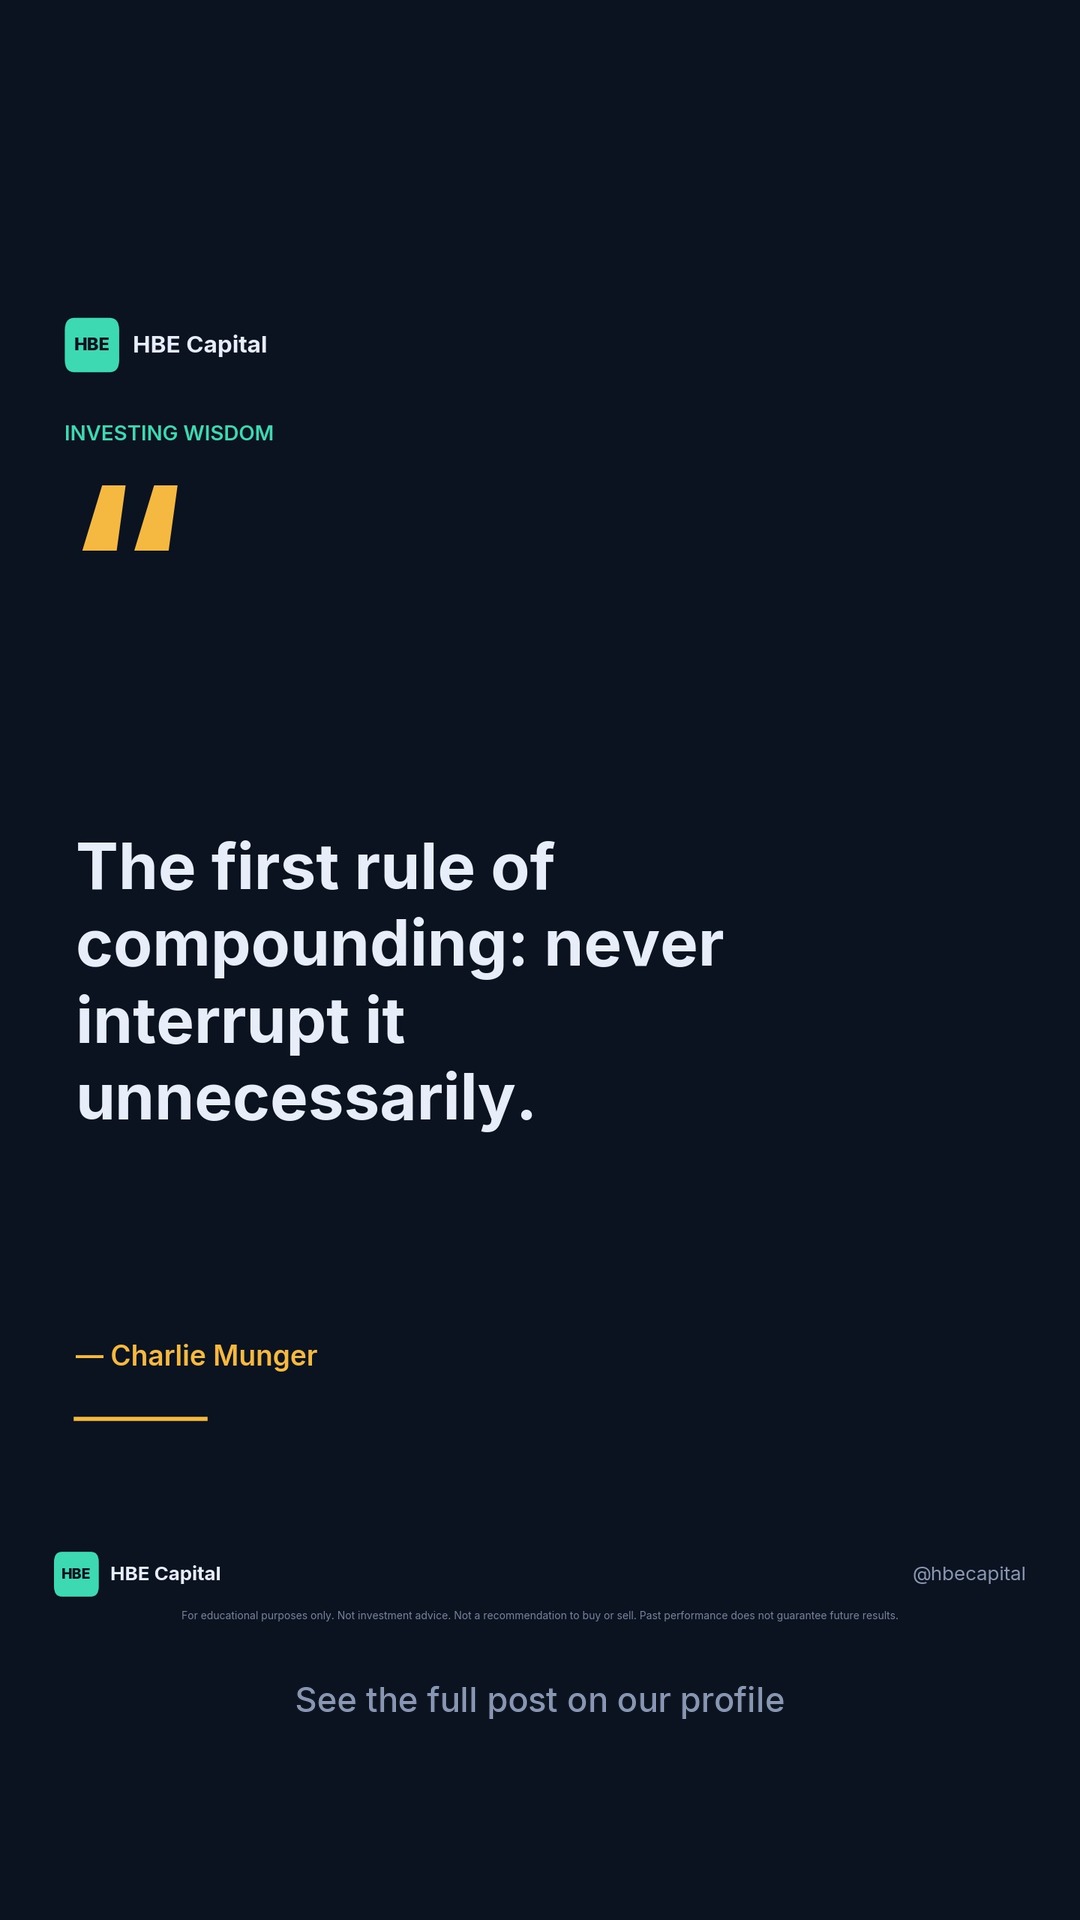 HBE HBE Capital
INVESTING WISDOM
"
The first rule of
compounding: never
interrupt it
unnecessarily.
— Charlie Munger
HBE HBE Capital @hbecapital
For educational purposes only. Not investment advice. Not a recommendation to buy or sell. Past performance does not guarantee future results.
See the full post on our profile